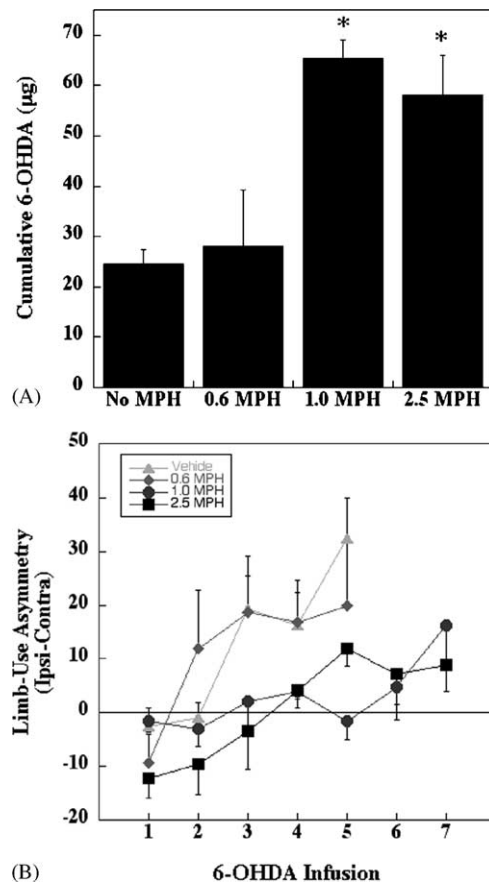 70
60
50
40
30
20
10
0
Cumulative 6-OHDA (µg)
*
*
No MPH 0.6 MPH 1.0 MPH 2.5 MPH
(A)
50
40
30
20
10
0
-10
-20
Limb-Use Asymmetry
(Ipsi-Contra)
Vehicle
0.6 MPH
1.0 MPH
2.5 MPH
1 2 3 4 5 6 7
(B) 6-OHDA Infusion